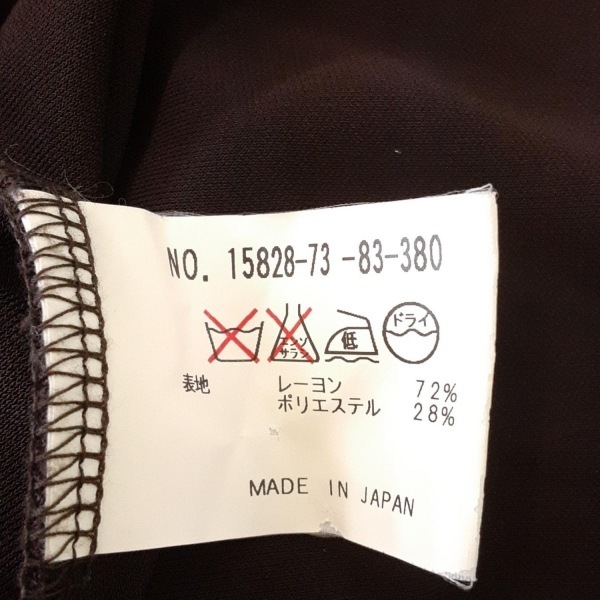 NO. 15828-73 -83-380
エンソ
サラシ
低
ドライ
表地 レーヨン 72%
ポリエステル 28%
MADE IN JAPAN